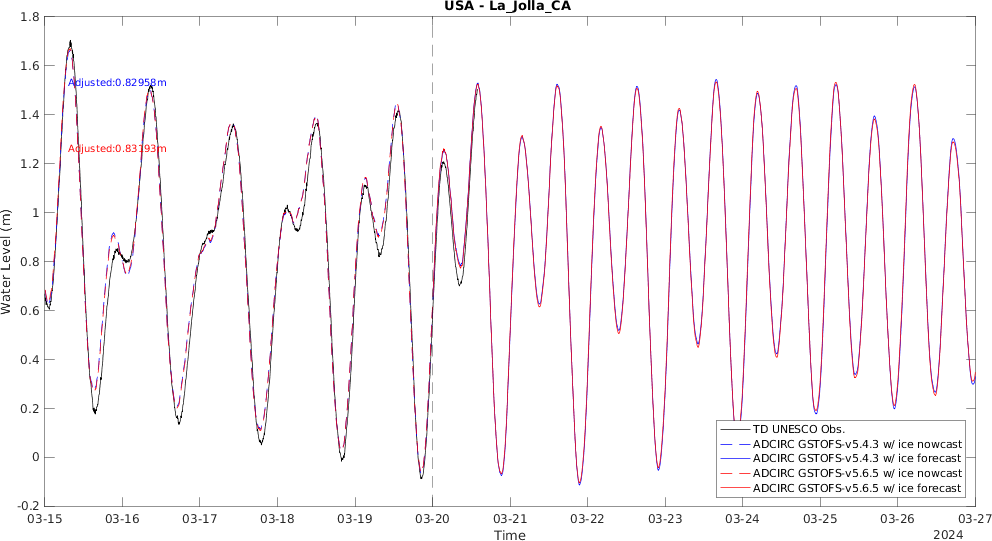 USA - La_Jolla_CA
Water Level (m)
1.8
1.6
1.4
1.2
1
0.8
0.6
0.4
0.2
0
-0.2
Adjusted:0.82958m
Adjusted:0.83193m
TD UNESCO Obs.
ADCIRC GSTOFS-v5.4.3 w/ ice nowcast
ADCIRC GSTOFS-v5.4.3 w/ ice forecast
ADCIRC GSTOFS-v5.6.5 w/ ice nowcast
ADCIRC GSTOFS-v5.6.5 w/ ice forecast
03-15 03-16 03-17 03-18 03-19 03-20 03-21 03-22 03-23 03-24 03-25 03-26 03-27
Time
2024